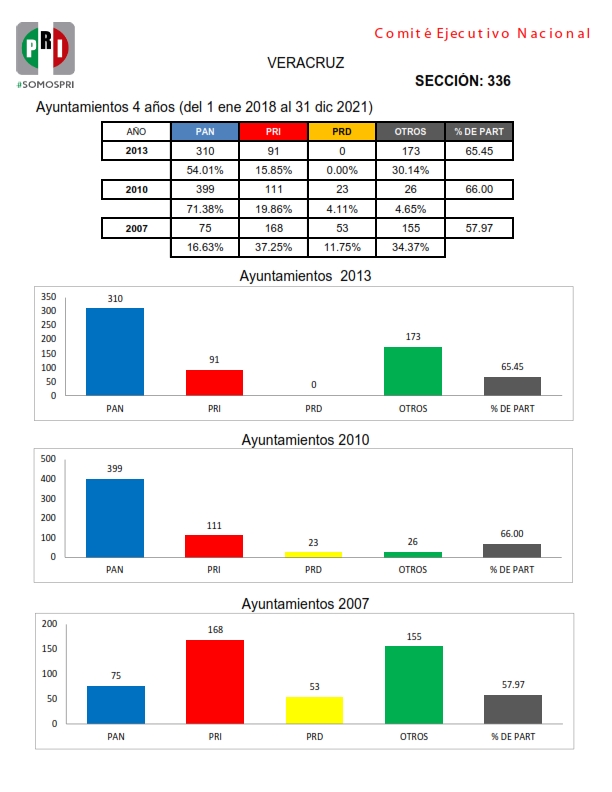 Comité Ejecutivo Nacional
PRI
#SOMOSPRI
VERACRUZ
SECCIÓN: 336
Ayuntamientos 4 años (del 1 ene 2018 al 31 dic 2021)
AÑO PAN PRI PRD OTROS % DE PART
2013 310 91 0 173 65.45
54.01% 15.85% 0.00% 30.14%
2010 399 111 23 26 66.00
71.38% 19.86% 4.11% 4.65%
2007 75 168 53 155 57.97
16.63% 37.25% 11.75% 34.37%
Ayuntamientos 2013
350
300
250
200
150
100
50
0
310 91 0 173 65.45
PAN PRI PRD OTROS % DE PART
Ayuntamientos 2010
500
400
300
200
100
0
399 111 23 26 66.00
PAN PRI PRD OTROS % DE PART
Ayuntamientos 2007
200
150
100
50
0
75 168 53 155 57.97
PAN PRI PRD OTROS % DE PART